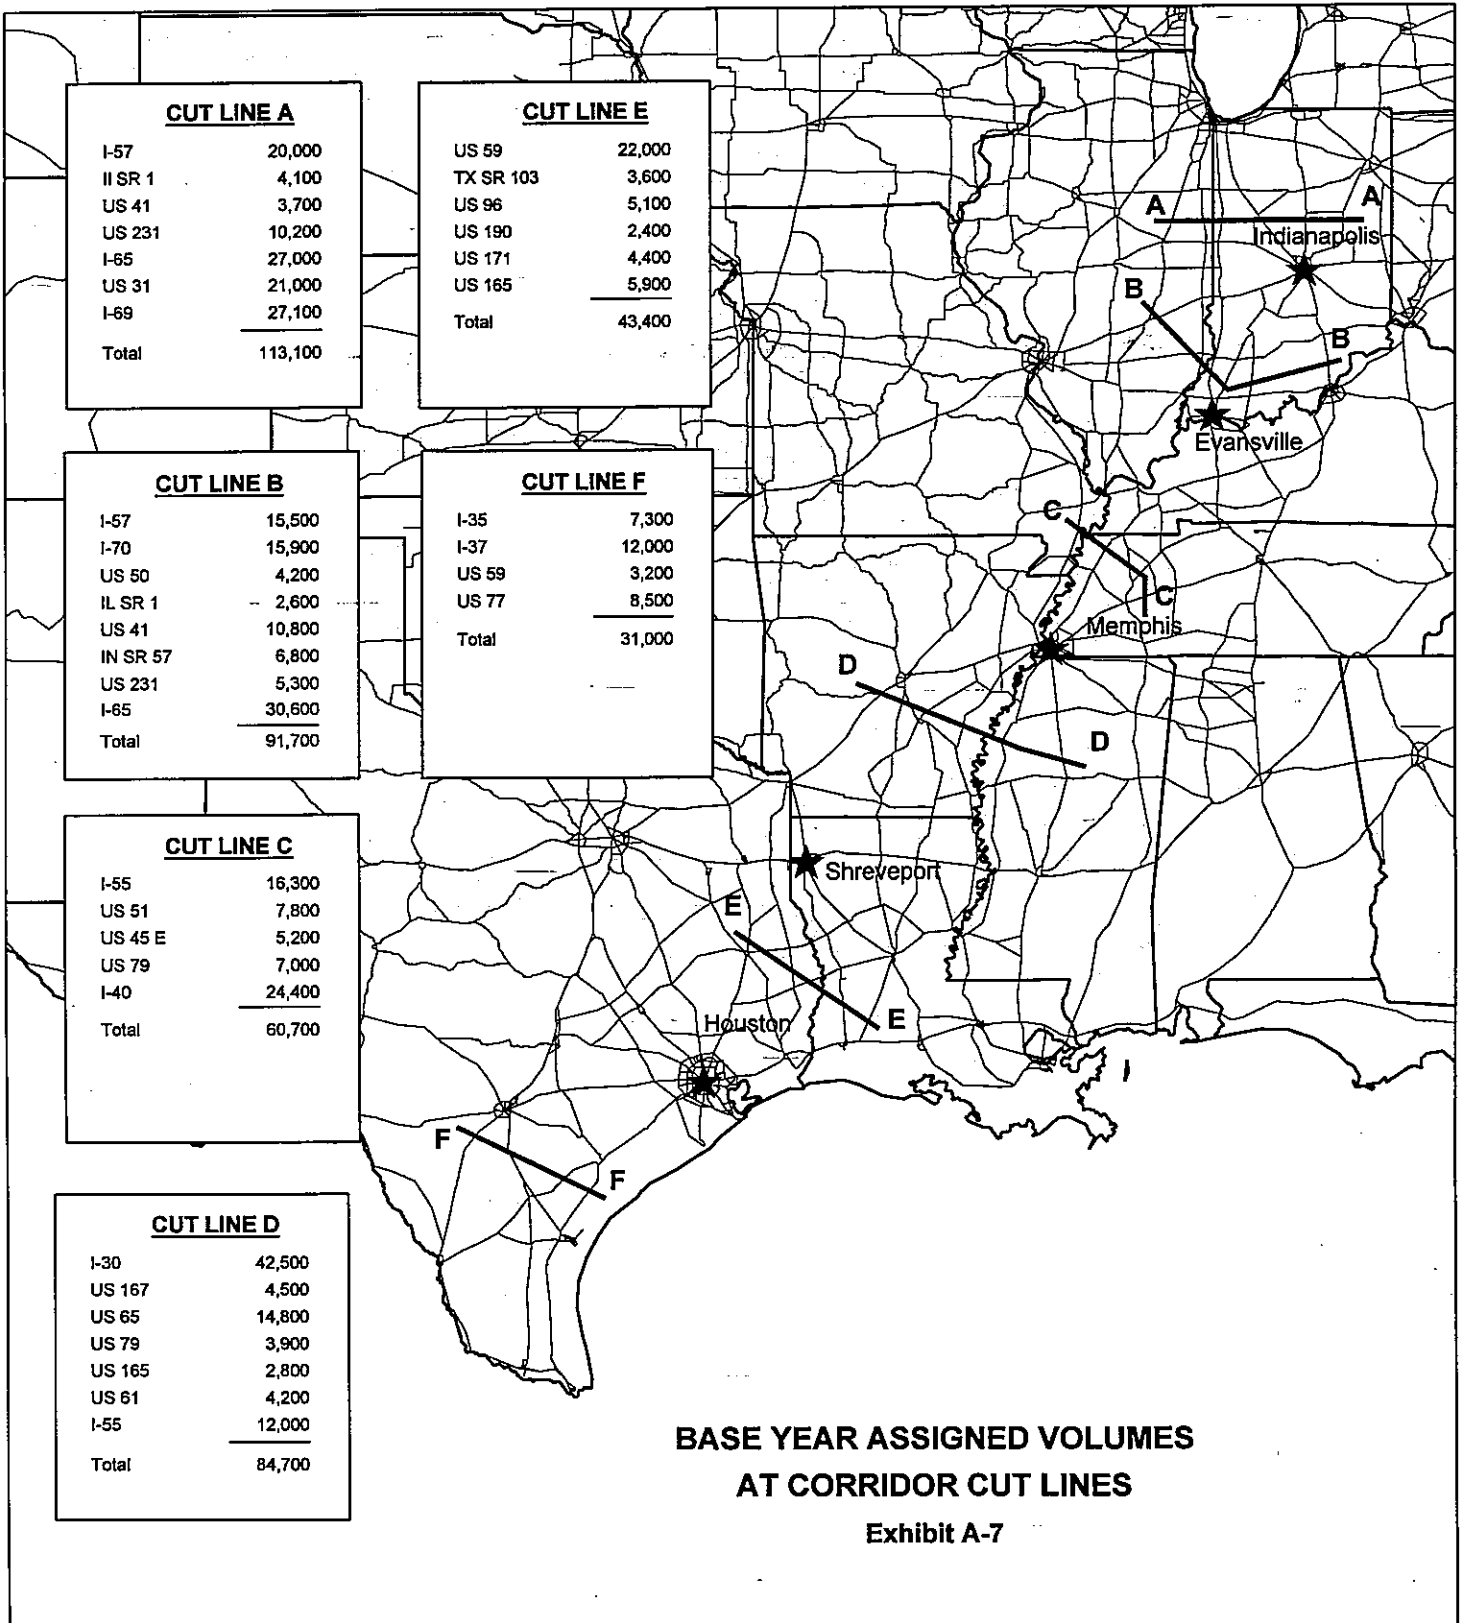 CUT LINE A
I-57 20,000
Il SR 1 4,100
US 41 3,700
US 231 10,200
I-65 27,000
US 31 21,000
I-69 27,100
Total 113,100
CUT LINE E
US 59 22,000
TX SR 103 3,600
US 96 5,100
US 190 2,400
US 171 4,400
US 165 5,900
Total 43,400
CUT LINE B
I-57 15,500
I-70 15,900
US 50 4,200
IL SR 1 2,600
US 41 10,800
IN SR 57 6,800
US 231 5,300
I-65 30,600
Total 91,700
CUT LINE F
I-35 7,300
I-37 12,000
US 59 3,200
US 77 8,500
Total 31,000
CUT LINE C
I-55 16,300
US 51 7,800
US 45 E 5,200
US 79 7,000
I-40 24,400
Total 60,700
CUT LINE D
I-30 42,500
US 167 4,500
US 65 14,800
US 79 3,900
US 165 2,800
US 61 4,200
I-55 12,000
Total 84,700
A
A
Indianapolis
B
B
Evansville
C
C
Memphis
D
D
Shreveport
E
E
Houston
F
F
BASE YEAR ASSIGNED VOLUMES
AT CORRIDOR CUT LINES
Exhibit A-7